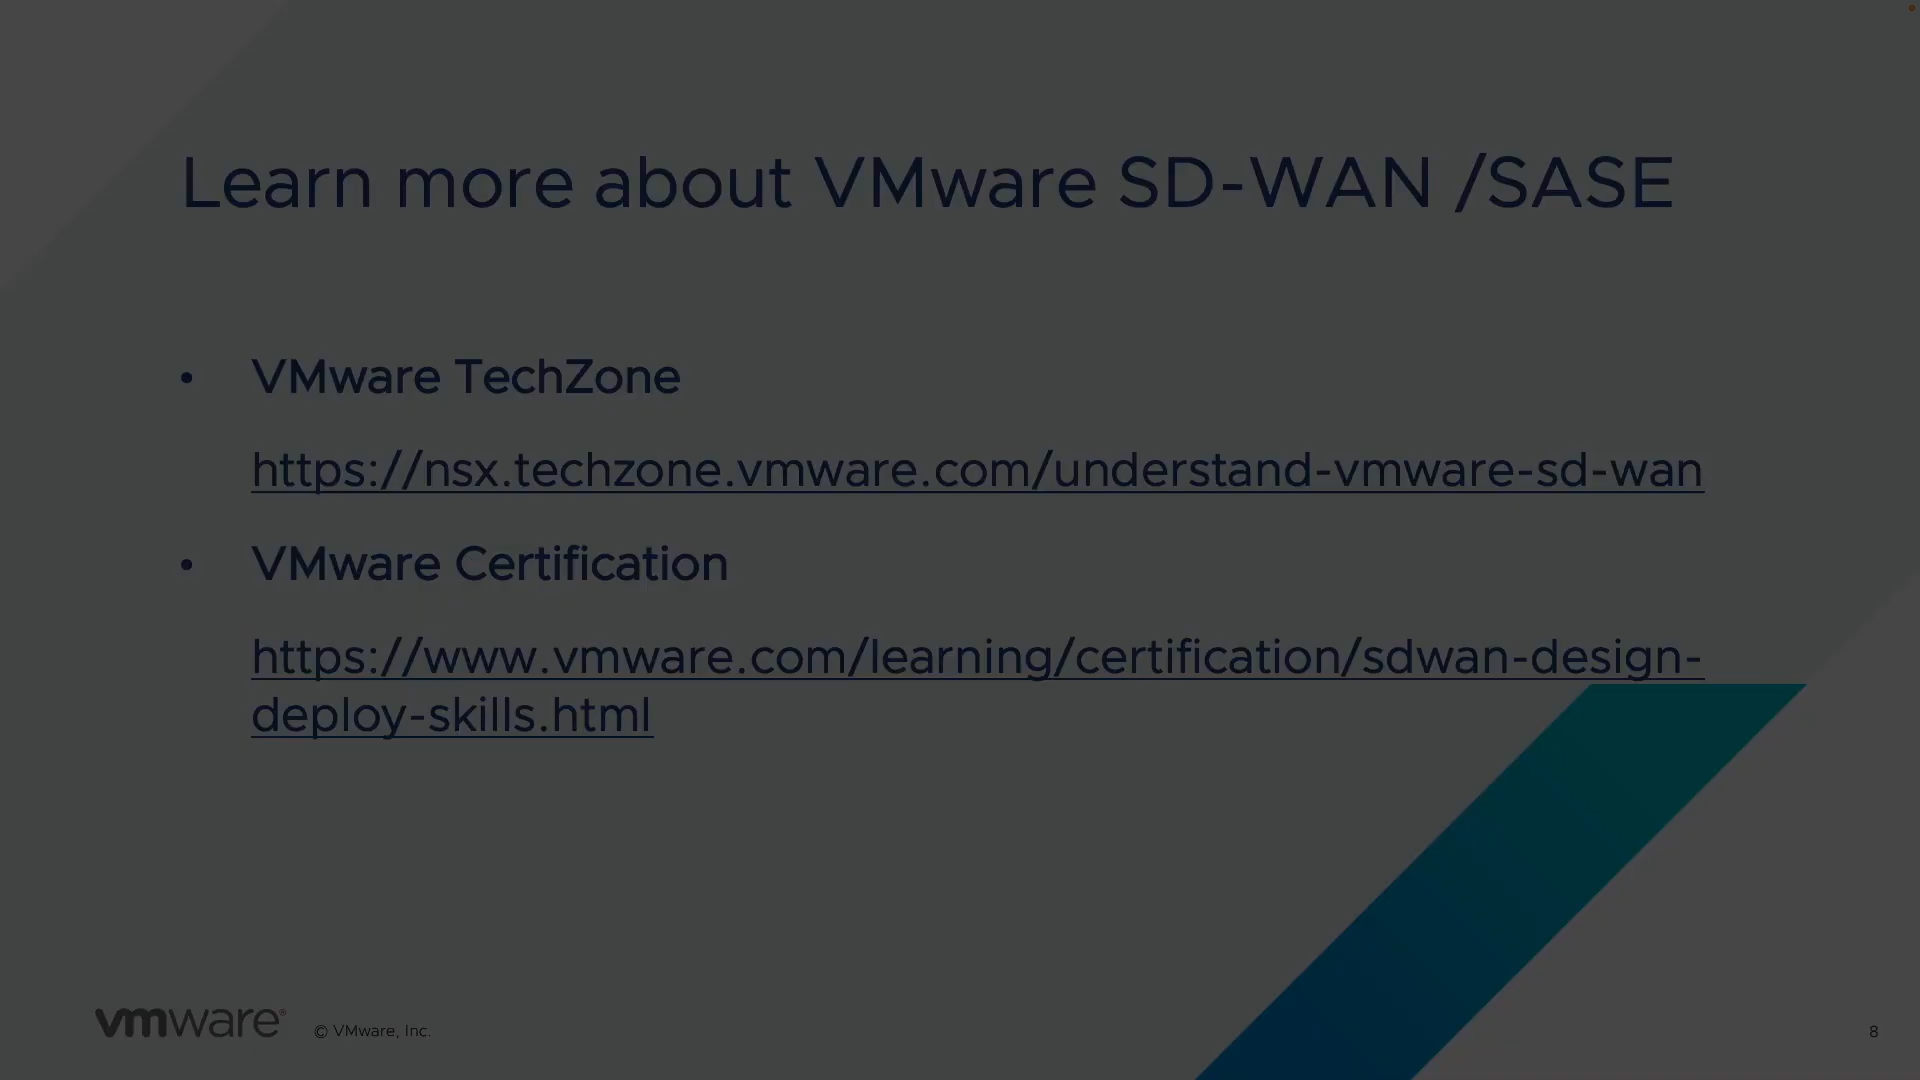 Learn more about VMware SD-WAN /SASE
• VMware TechZone
https://nsx.techzone.vmware.com/understand-vmware-sd-wan
• VMware Certification
https://www.vmware.com/learning/certification/sdwan-design-
deploy-skills.html
vmware® © VMware, Inc. 8